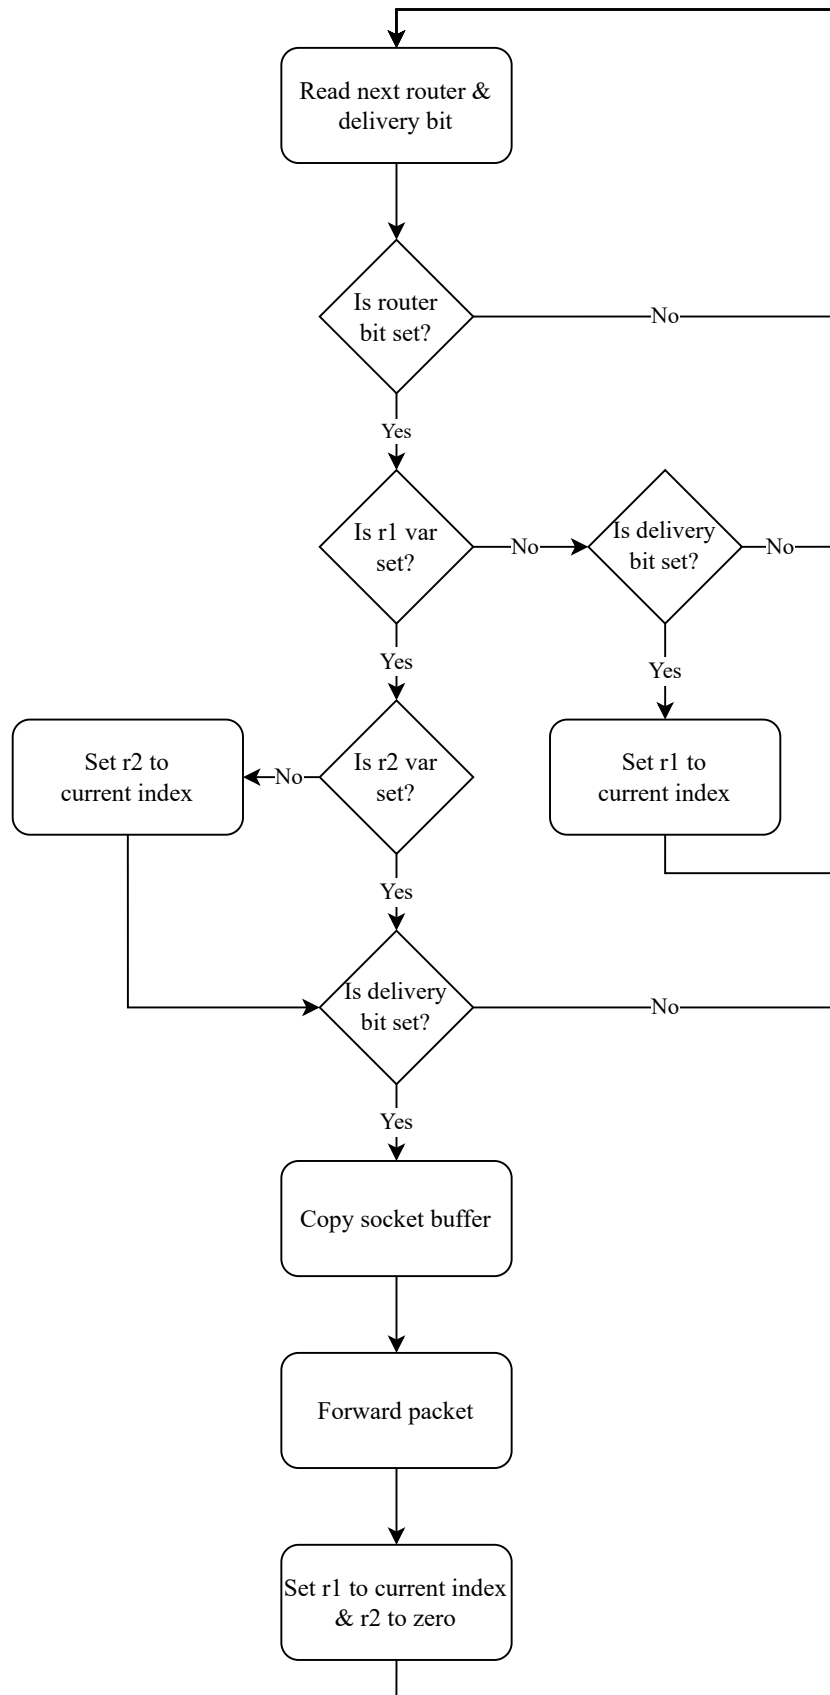 Read next router &
delivery bit
Is router
bit set?
No
Yes
Is r1 var
set?
No
Is delivery
bit set?
No
Yes
Yes
Set r2 to
current index
No
Is r2 var
set?
Set r1 to
current index
Yes
Is delivery
bit set?
No
Yes
Copy socket buffer
Forward packet
Set r1 to current index
& r2 to zero